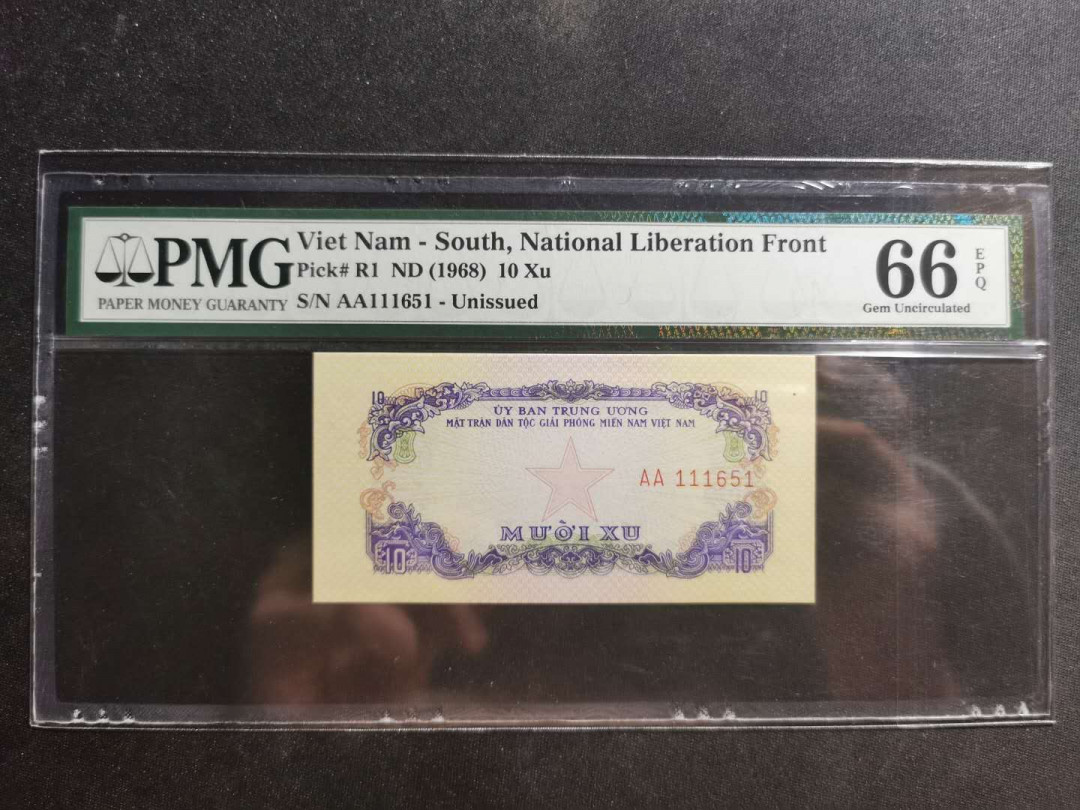 PMG
PAPER MONEY GUARANTY
Viet Nam - South, National Liberation Front
Pick# R1 ND (1968) 10 Xu
S/N AA111651 - Unissued
66
EPQ
Gem Uncirculated
10 10
ỦY BAN TRUNG ƯƠNG
MẶT TRẬN DÂN TỘC GIẢI PHÓNG MIỀN NAM VIỆT NAM
AA 111651
MƯỜI XU
10 10